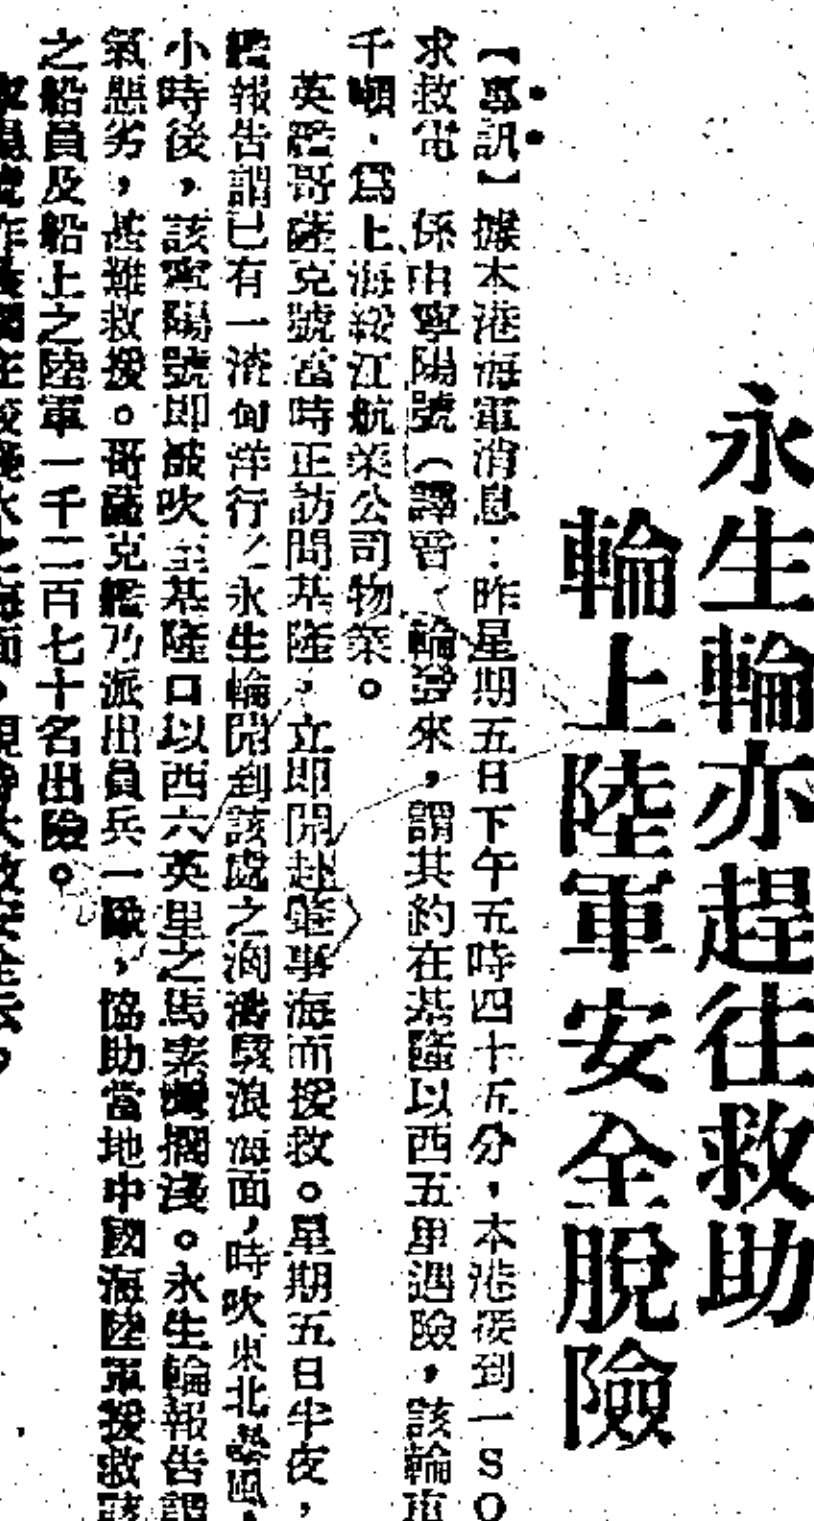 永生輪亦趕往救助
輪上陸軍安全脫險
【專訊】據本港海軍消息：昨星期五日下午五時四十五分，本港接到一SO
求救電　係由寧陽號（譯音）輪發來，謂其約在基隆以西五里遇險，該輪重
千噸，爲上海綏江航業公司物業。
英艦哥薩克號當時正訪問基隆，立即開赴肇事海面援救。星期五日半夜，
艦報告謂已有一渣甸洋行之永生輪開到該處之洶濤駭浪海面，時吹東北緊風，
小時後，該寧陽號即被吹至基隆口以西六英里之馬素灣擱淺。永生輪報告謂
氣惡劣，甚難救援。哥薩克艦乃派出員兵一隊，協助當地中國海陸軍援救該
之船員及船上之陸軍一千二百七十名出險。